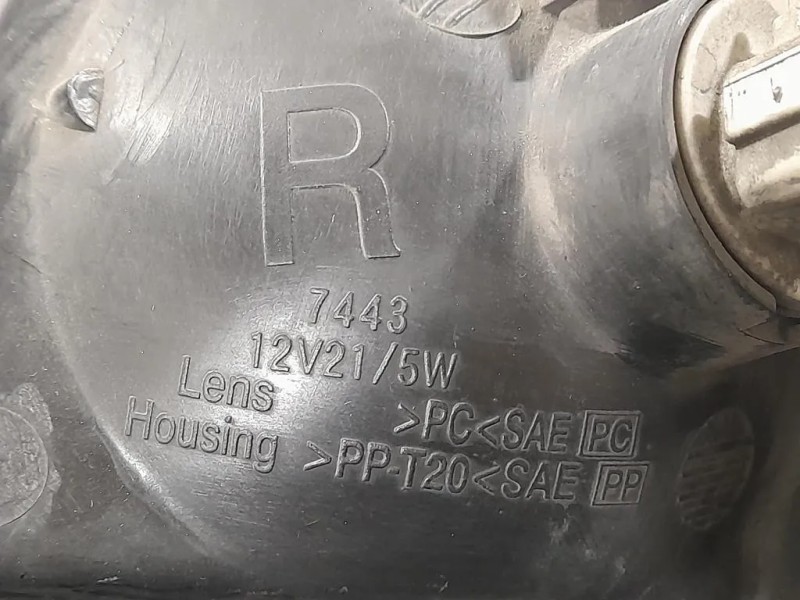 R
7443
12V21/5W
Lens >PC<SAE PC
Housing >PP-T20<SAE PP